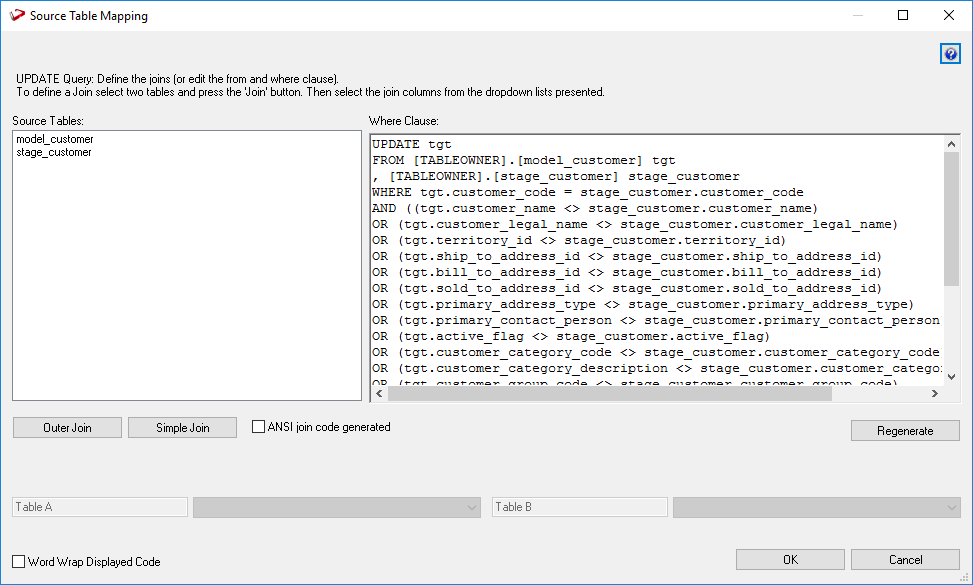 Source Table Mapping
UPDATE Query: Define the joins (or edit the from and where clause).
To define a Join select two tables and press the 'Join' button. Then select the join columns from the dropdown lists presented.
Source Tables:
model_customer
stage_customer
Where Clause:
UPDATE tgt
FROM [TABLEOWNER].[model_customer] tgt
, [TABLEOWNER].[stage_customer] stage_customer
WHERE tgt.customer_code = stage_customer.customer_code
AND ((tgt.customer_name <> stage_customer.customer_name)
OR (tgt.customer_legal_name <> stage_customer.customer_legal_name)
OR (tgt.territory_id <> stage_customer.territory_id)
OR (tgt.ship_to_address_id <> stage_customer.ship_to_address_id)
OR (tgt.bill_to_address_id <> stage_customer.bill_to_address_id)
OR (tgt.sold_to_address_id <> stage_customer.sold_to_address_id)
OR (tgt.primary_address_type <> stage_customer.primary_address_type)
OR (tgt.primary_contact_person <> stage_customer.primary_contact_person
OR (tgt.active_flag <> stage_customer.active_flag)
OR (tgt.customer_category_code <> stage_customer.customer_category_code
OR (tgt.customer_category_description <> stage_customer.customer_catego
OR (tgt.customer_group_code <> stage_customer.customer_group_code)
Outer Join
Simple Join
ANSI join code generated
Regenerate
Table A
Table B
Word Wrap Displayed Code
OK
Cancel